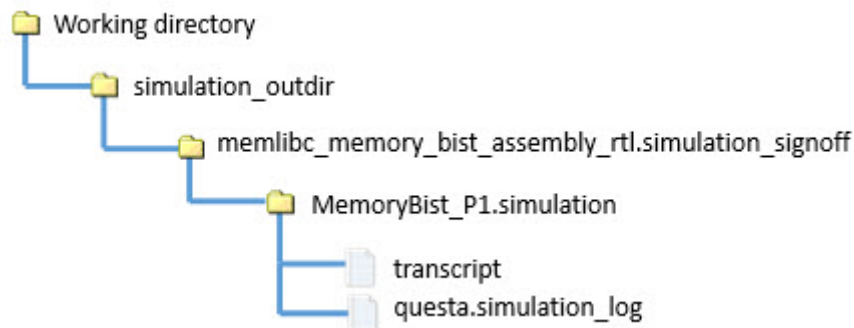 Working directory
simulation_outdir
memlibc_memory_bist_assembly_rtl.simulation_signoff
MemoryBist_P1.simulation
transcript
questa.simulation_log